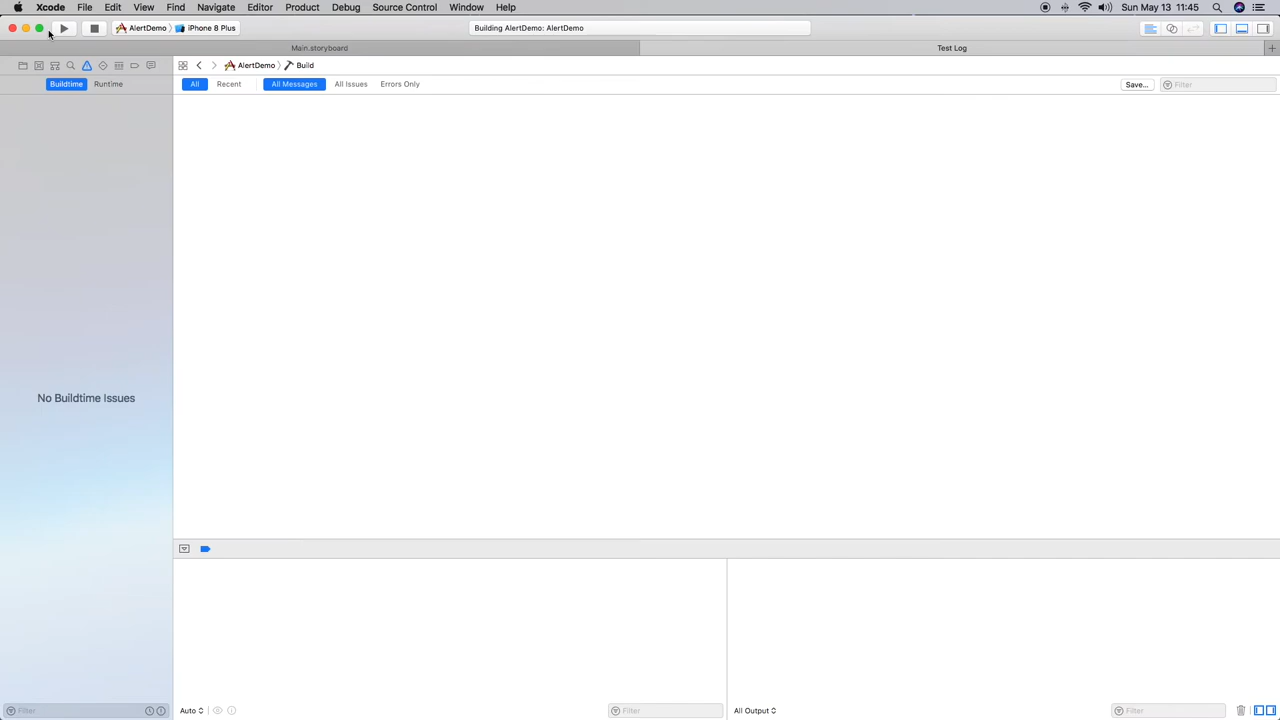 Xcode File Edit View Find Navigate Editor Product Debug Source Control Window Help Sun May 13 11:45
AlertDemo iPhone 8 Plus Building AlertDemo: AlertDemo
Main.storyboard Test Log
AlertDemo Build
Buildtime Runtime All Recent All Messages All Issues Errors Only Save... Filter
No Buildtime Issues
Filter Auto Filter All Output Filter